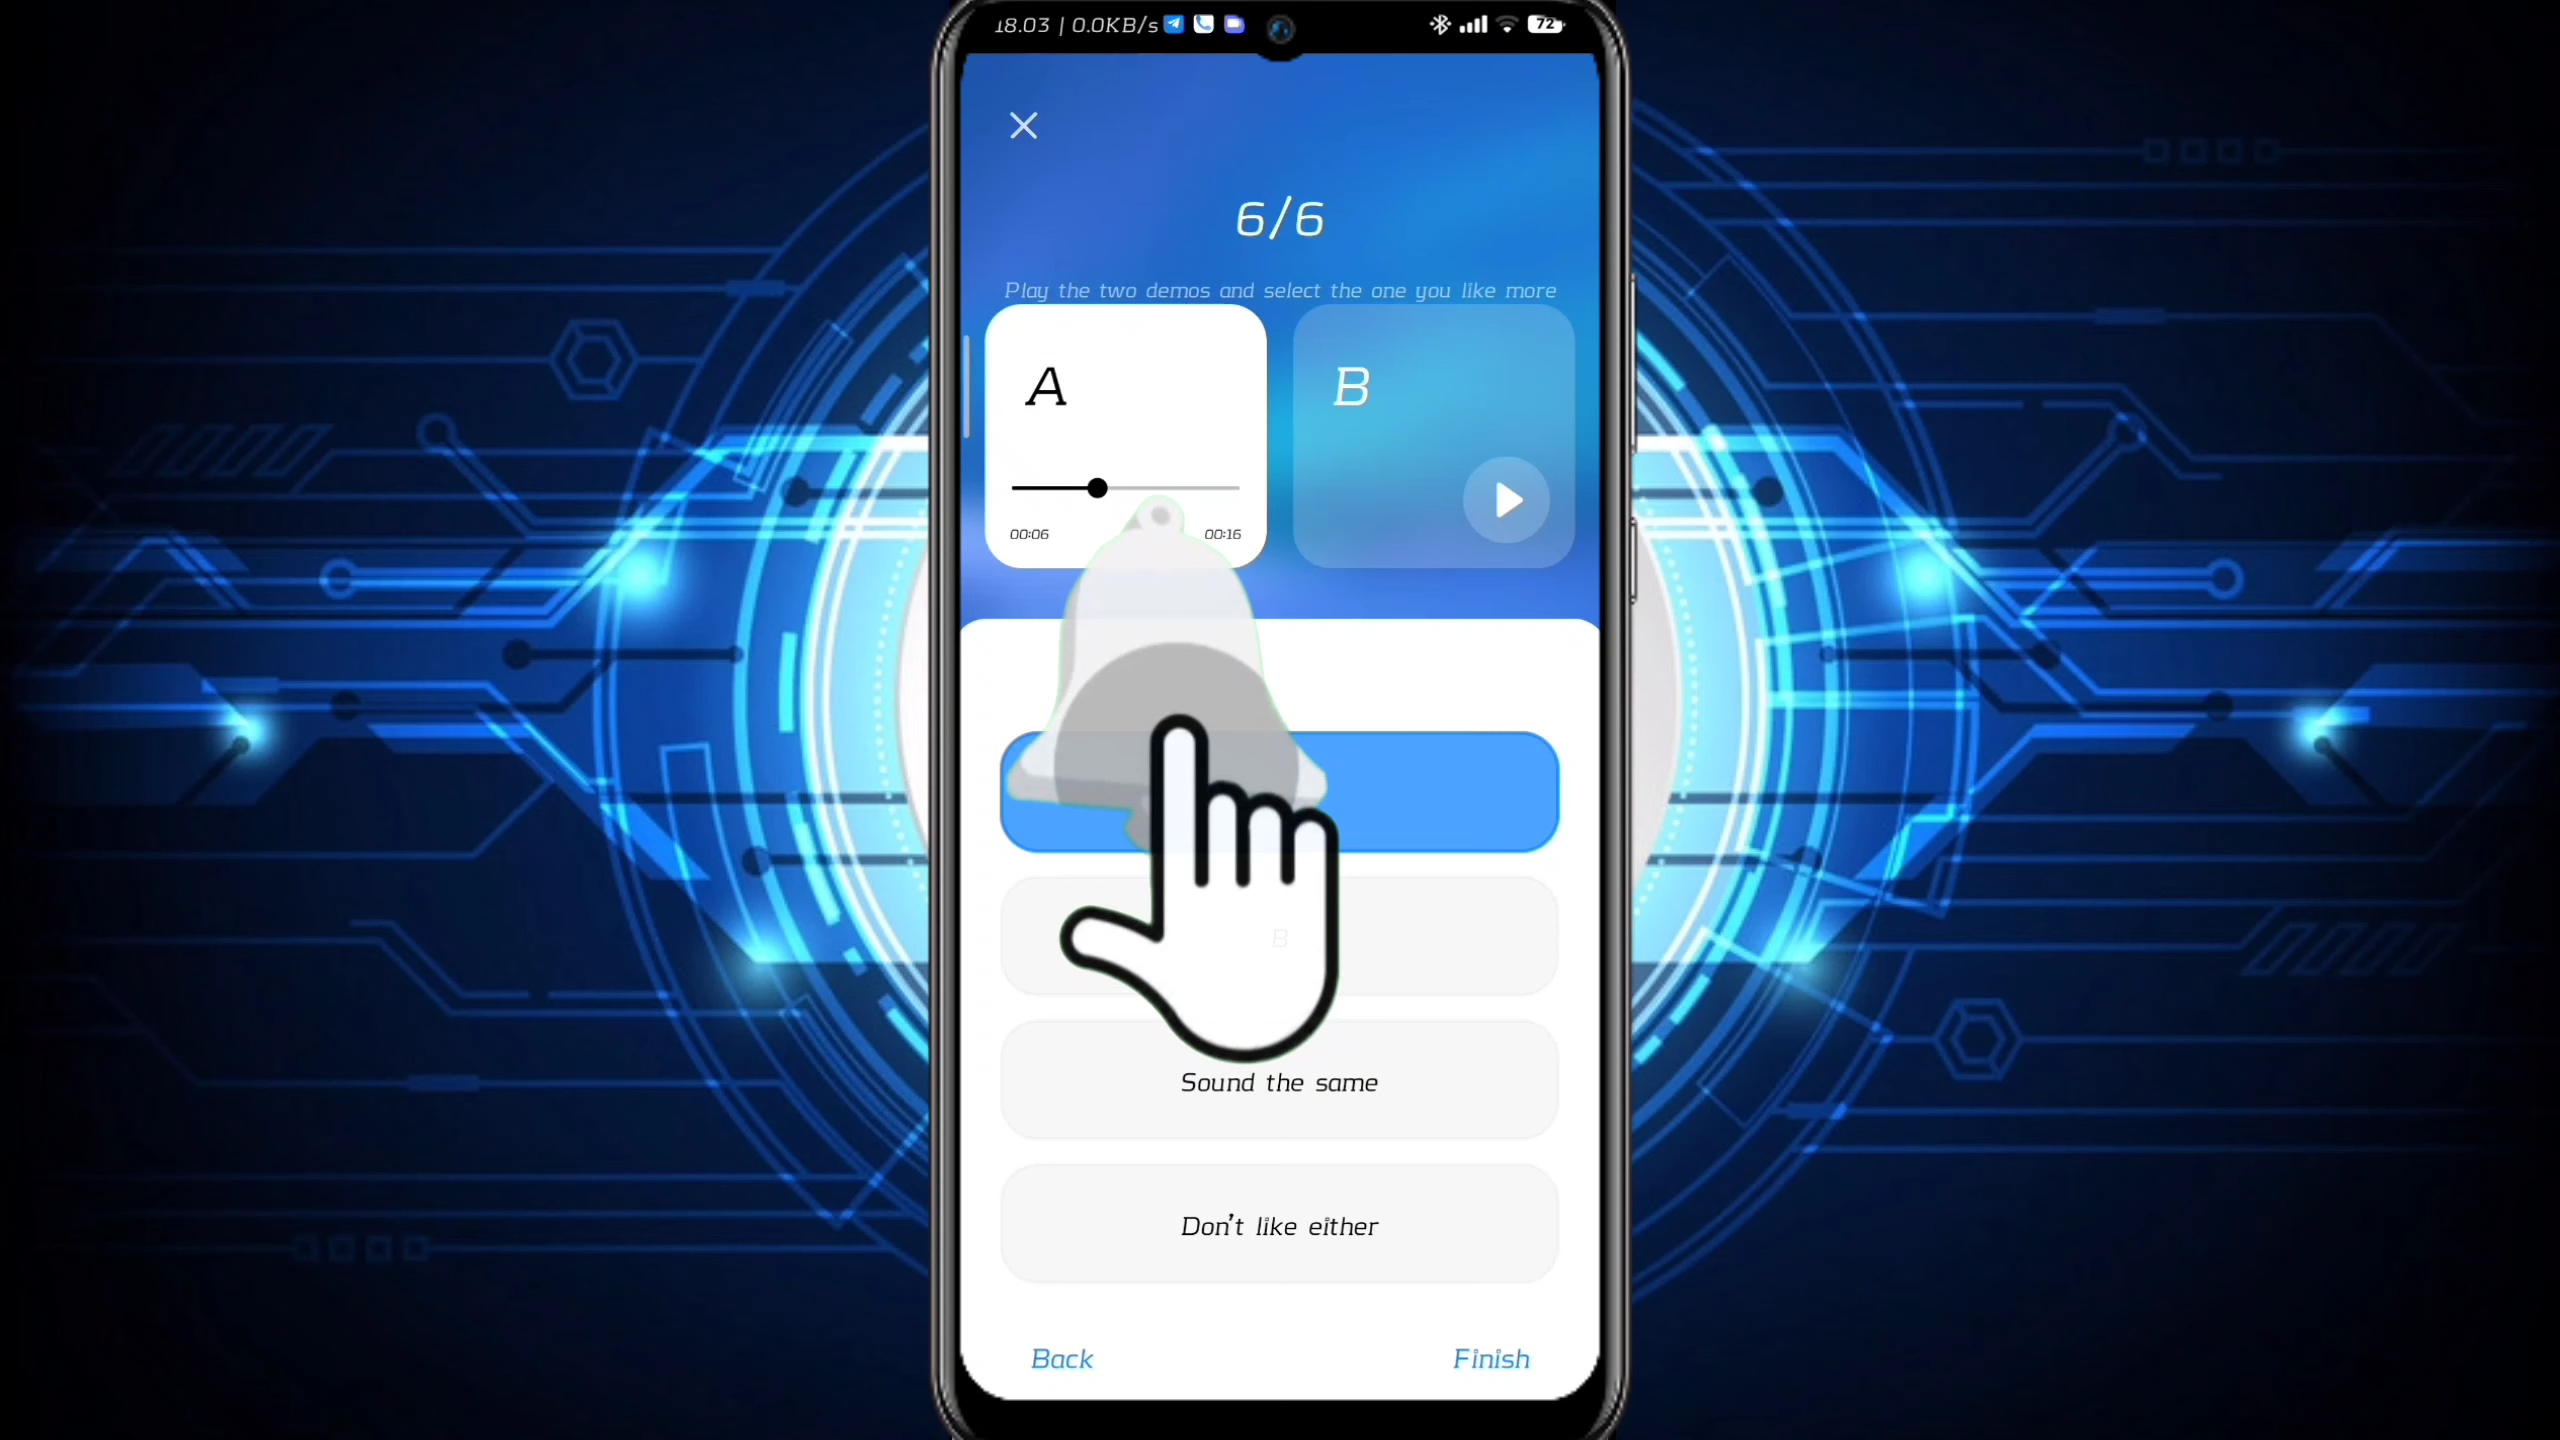 18.03 | 0.0KB/s
72
6/6
Play the two demos and select the one you like more
A
B
00:06
00:16
B
Sound the same
Don't like either
Back
Finish